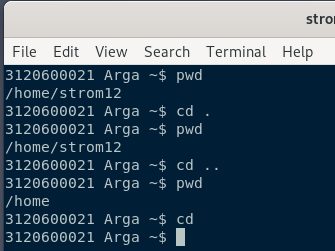 stron
File Edit View Search Terminal Help
3120600021 Arga ~$ pwd
/home/strom12
3120600021 Arga ~$ cd .
3120600021 Arga ~$ pwd
/home/strom12
3120600021 Arga ~$ cd ..
3120600021 Arga ~$ pwd
/home
3120600021 Arga ~$ cd
3120600021 Arga ~$